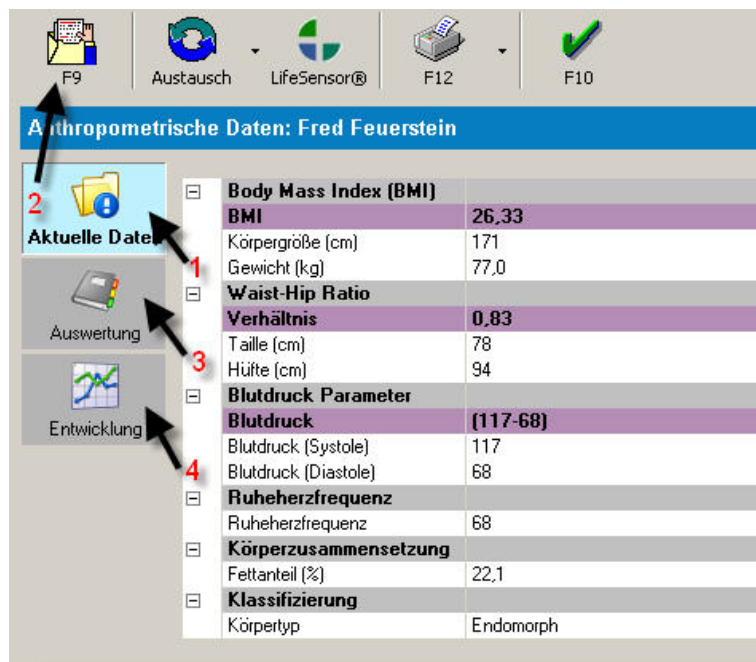 F9 Austausch LifeSensor® F12 F10
Anthropometrische Daten: Fred Feuerstein
2
Aktuelle Daten
1
Auswertung
3
Entwicklung
4
Body Mass Index (BMI)
BMI 26,33
Körpergröße (cm) 171
Gewicht (kg) 77,0
Waist-Hip Ratio
Verhältnis 0,83
Taille (cm) 78
Hüfte (cm) 94
Blutdruck Parameter
Blutdruck (117-68)
Blutdruck (Systole) 117
Blutdruck (Diastole) 68
Ruheherzfrequenz
Ruheherzfrequenz 68
Körperzusammensetzung
Fettanteil (%) 22,1
Klassifizierung
Körpertyp Endomorph